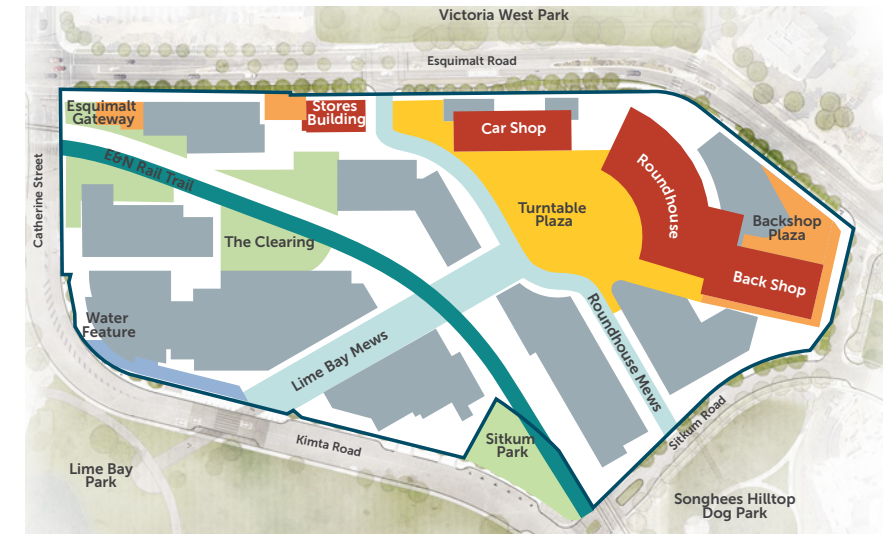 Victoria West Park
Esquimalt Road
Esquimalt
Gateway
Stores
Building
Car Shop
Catherine Street
E&N Rail Trail
Roundhouse
Turntable
Plaza
Backshop
Plaza
The Clearing
Back Shop
Water
Feature
Lime Bay Mews
Roundhouse Mews
Sitkum Road
Kimta Road
Sitkum
Park
Lime Bay
Park
Songhees Hilltop
Dog Park